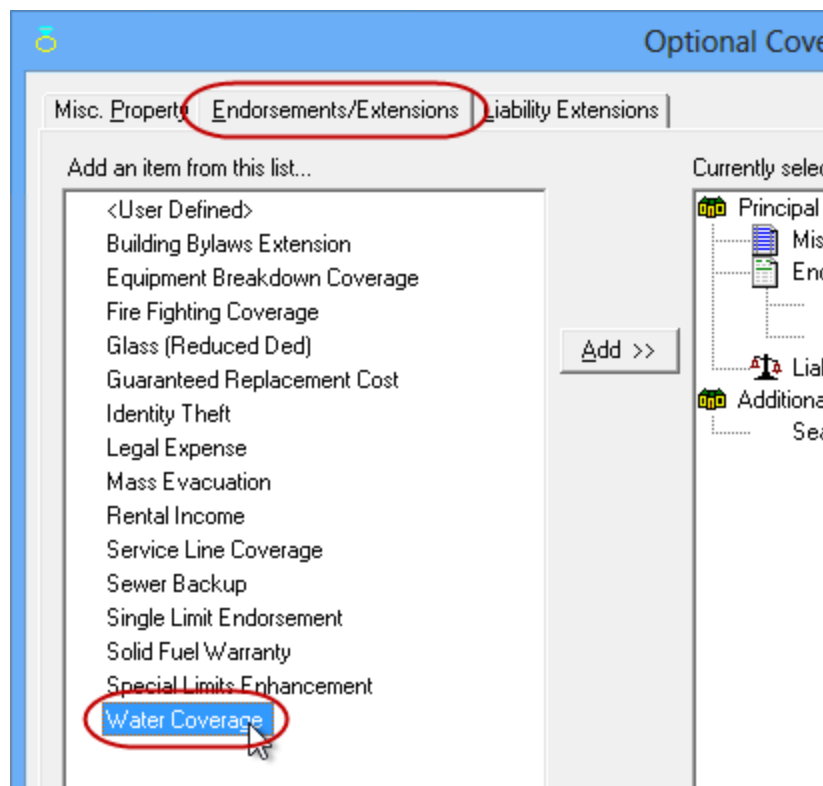 Optional Cove
Misc. Property
Endorsements/Extensions
Liability Extensions
Add an item from this list...
<User Defined>
Building Bylaws Extension
Equipment Breakdown Coverage
Fire Fighting Coverage
Glass (Reduced Ded)
Guaranteed Replacement Cost
Identity Theft
Legal Expense
Mass Evacuation
Rental Income
Service Line Coverage
Sewer Backup
Single Limit Endorsement
Solid Fuel Warranty
Special Limits Enhancement
Water Coverage
Add >>
Currently selec
Principal
Mis
End
Liab
Additiona
Sea